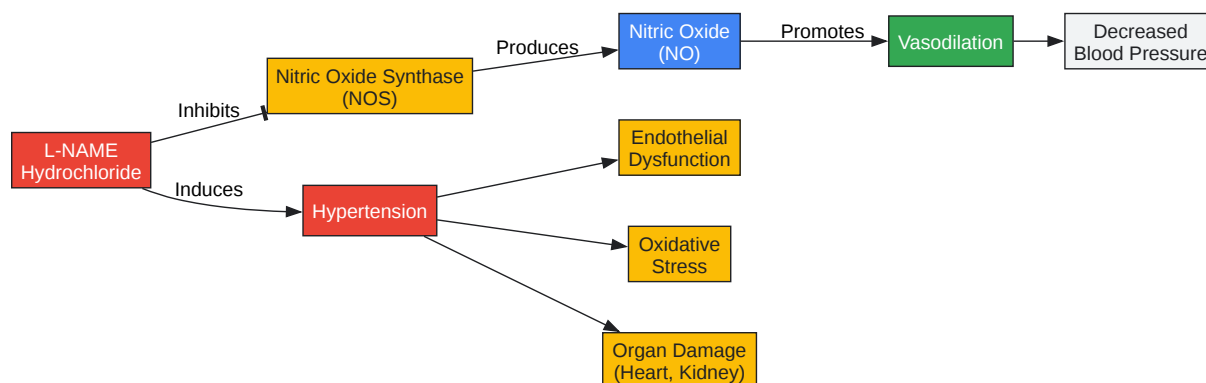 L-NAME
Hydrochloride
Inhibits
Induces
Nitric Oxide Synthase
(NOS)
Produces
Nitric Oxide
(NO)
Promotes
Vasodilation
Decreased
Blood Pressure
Hypertension
Endothelial
Dysfunction
Oxidative
Stress
Organ Damage
(Heart, Kidney)